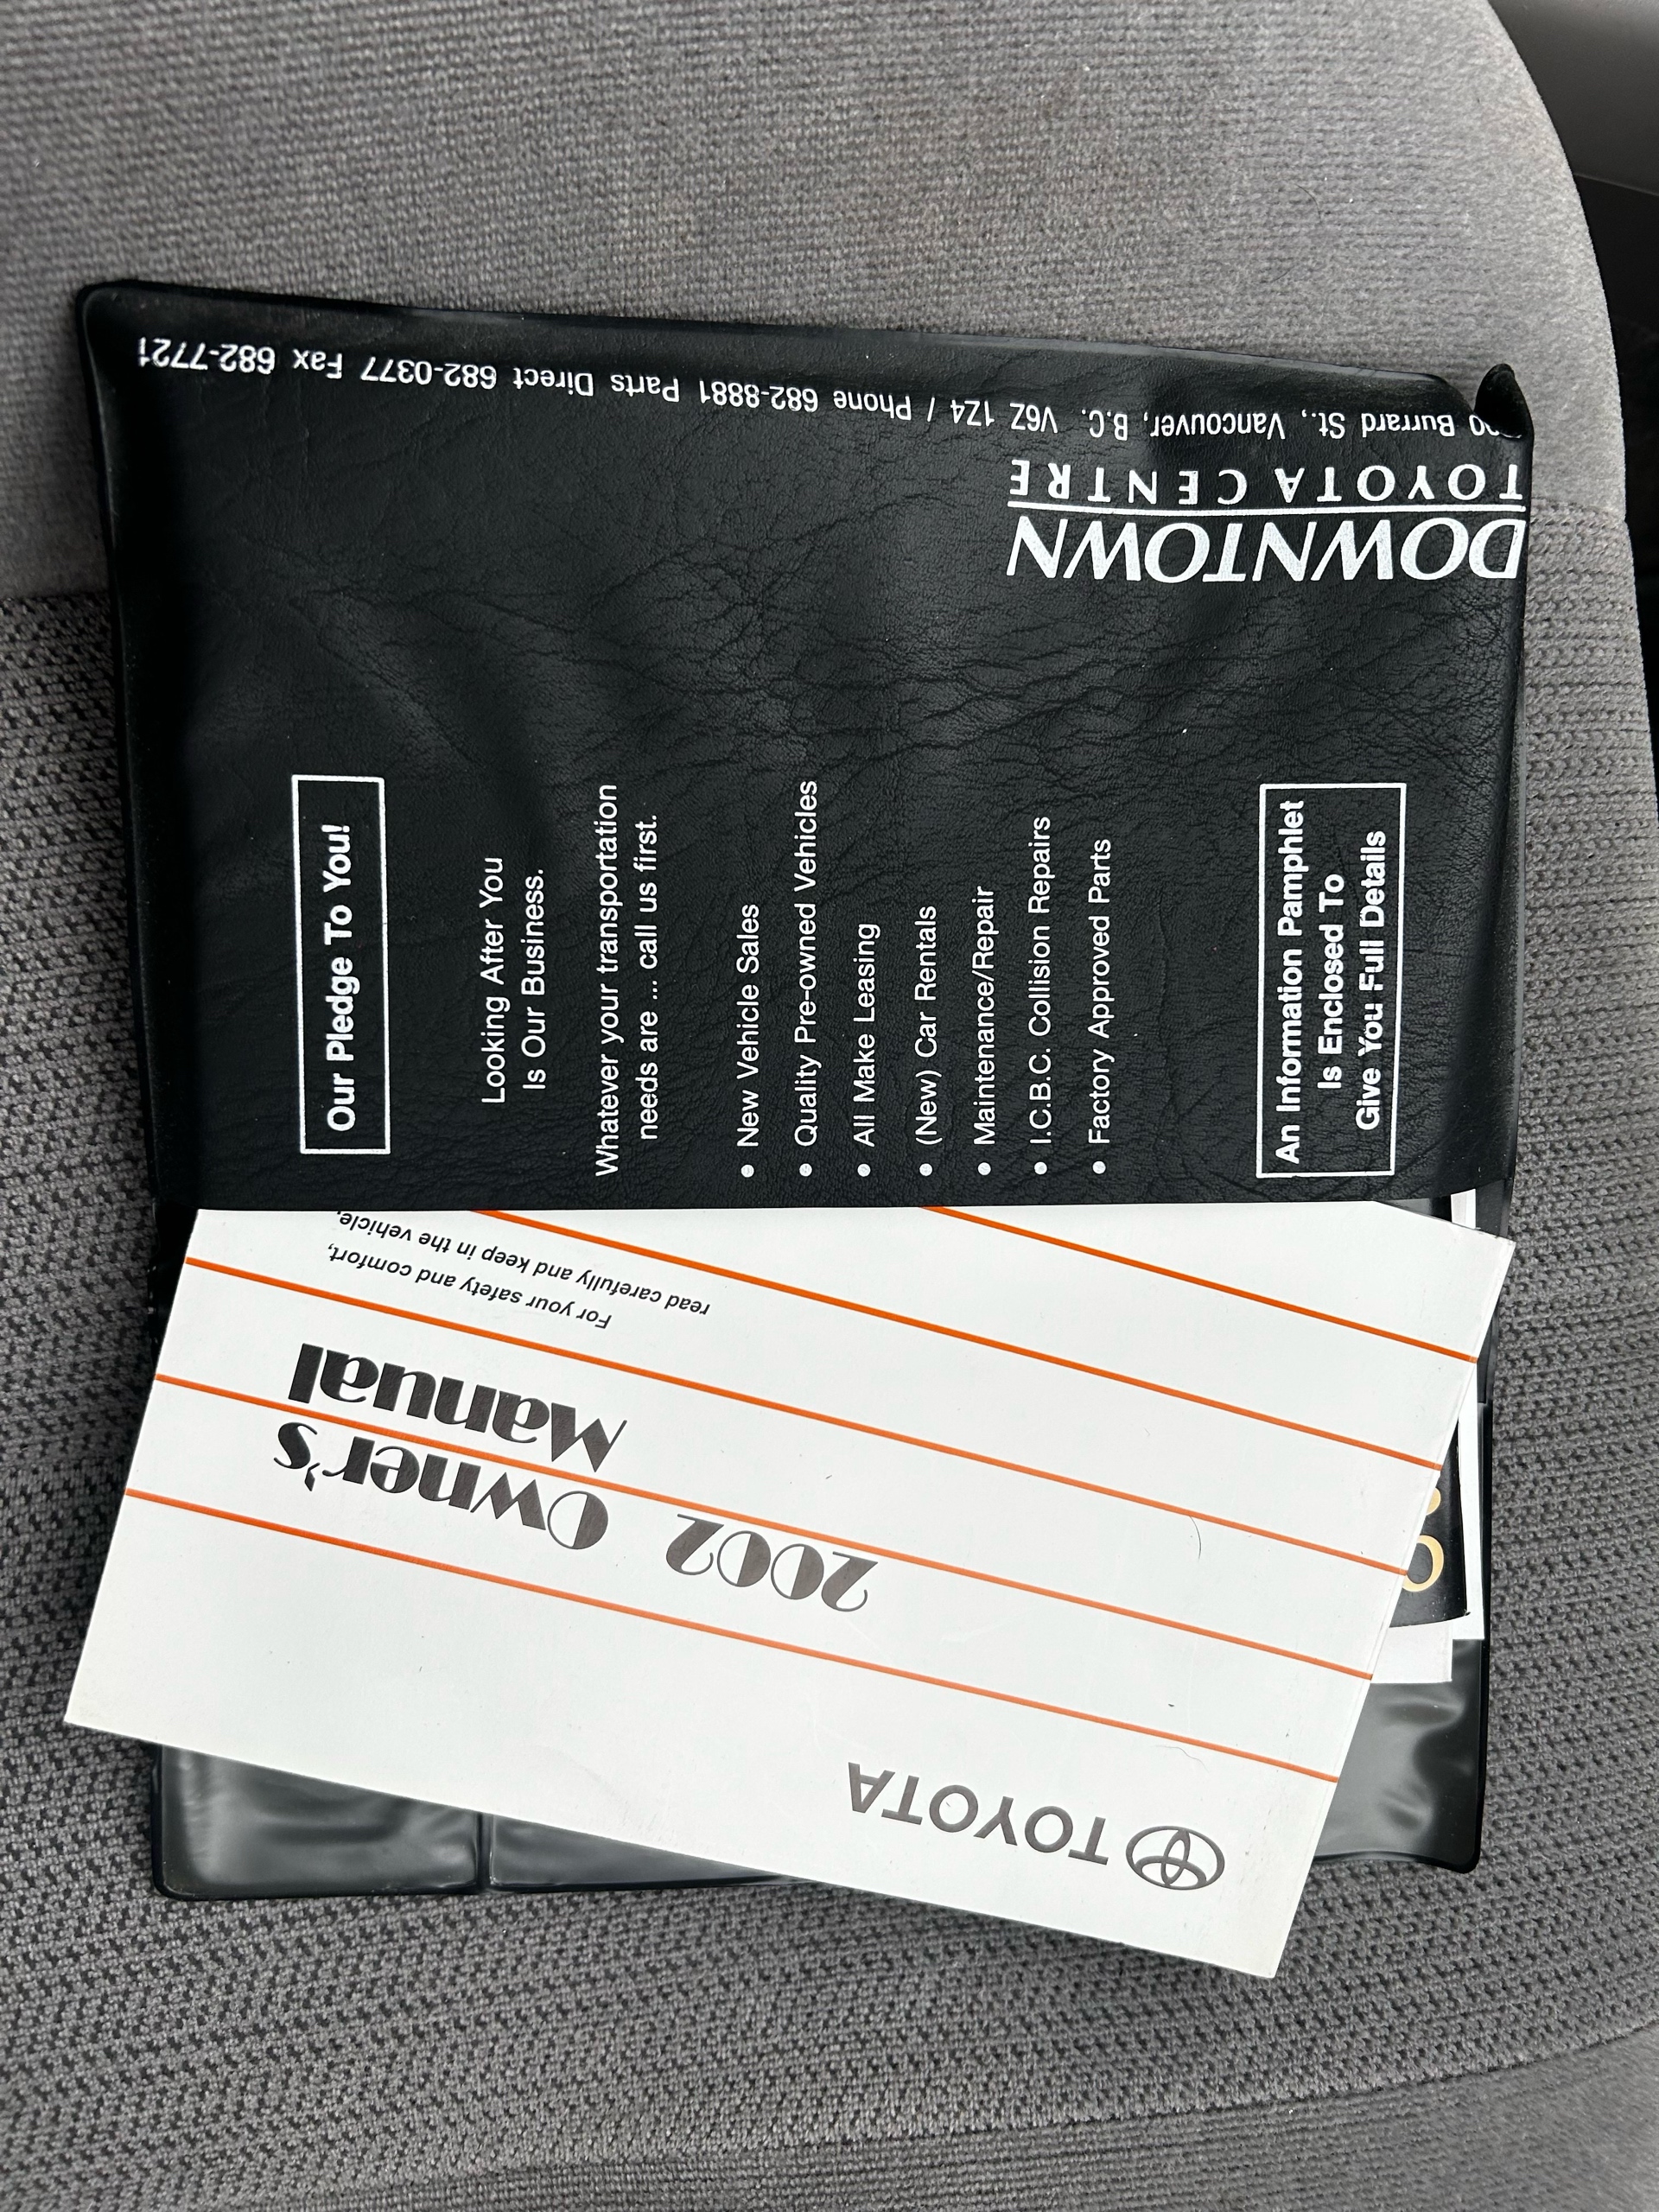 Our Pledge To You!
Looking After You
Is Our Business.
Whatever your transportation
needs are ... call us first.
• New Vehicle Sales
• Quality Pre-owned Vehicles
• All Make Leasing
• (New) Car Rentals
• Maintenance/Repair
• I.C.B.C. Collision Repairs
• Factory Approved Parts
An Information Pamphlet
Is Enclosed To
Give You Full Details
DOWNTOWN
TOYOTA CENTRE
Burrard St., Vancouver, B.C. V6Z 1Z4 / Phone 682-8881 Parts Direct 682-0377 Fax 682-7721
TOYOTA
2002 Owner's
Manual
For your safety and comfort,
read carefully and keep in the vehicle.